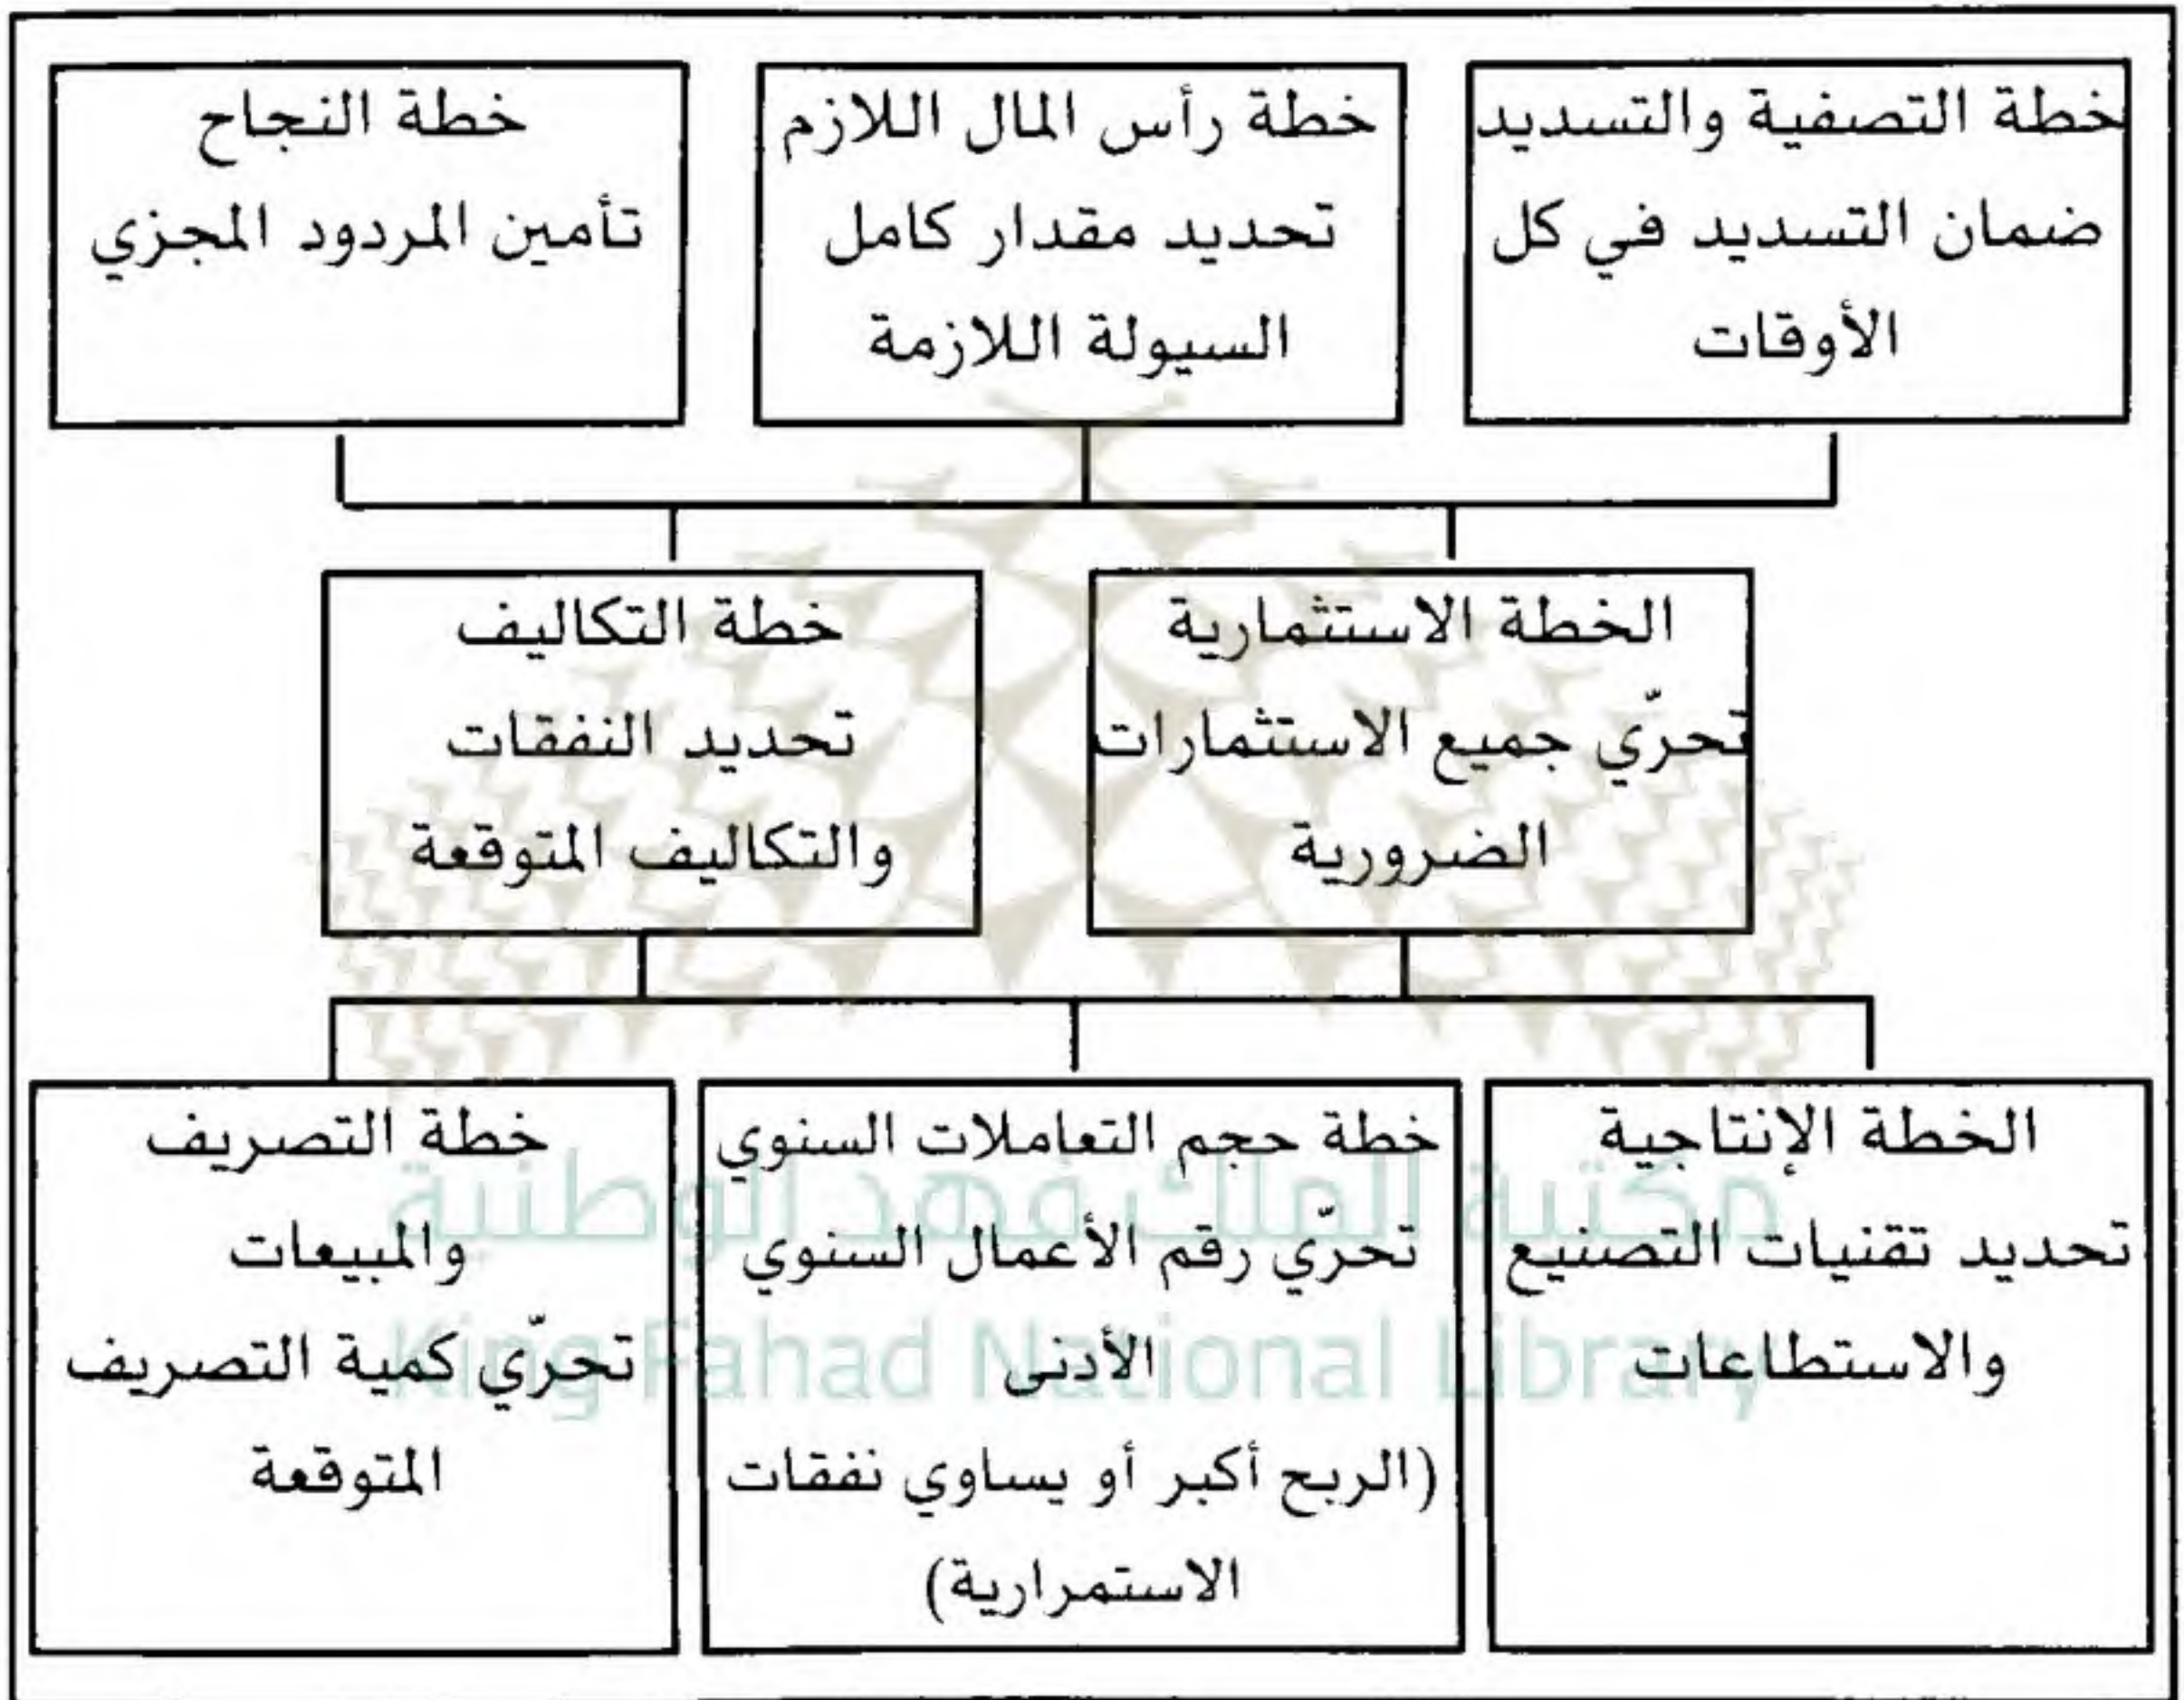 خطة التصفية والتسديد
ضمان التسديد في كل
الأوقات
خطة رأس المال اللازم
تحديد مقدار كامل
السيولة اللازمة
خطة النجاح
تأمين المردود المجزي
الخطة الاستثمارية
تحرّي جميع الاستثمارات
الضرورية
خطة التكاليف
تحديد النفقات
والتكاليف المتوقعة
الخطة الإنتاجية
تحديد تقنيات التصنيع
والاستطاعات
خطة حجم التعاملات السنوي
تحرّي رقم الأعمال السنوي
الأدنى
(الربح أكبر أو يساوي نفقات
الاستمرارية)
خطة التصريف
والمبيعات
تحرّي كمية التصريف
المتوقعة
مكتبة الملك فهد الوطنية
King Fahad National Library